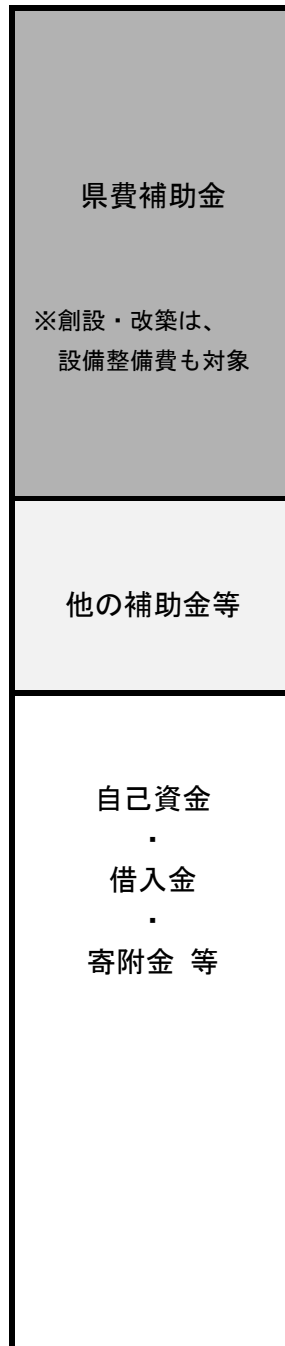 県費補助金
※創設・改築は、
設備整備費も対象
他の補助金等
自己資金
・
借入金
・
寄附金 等